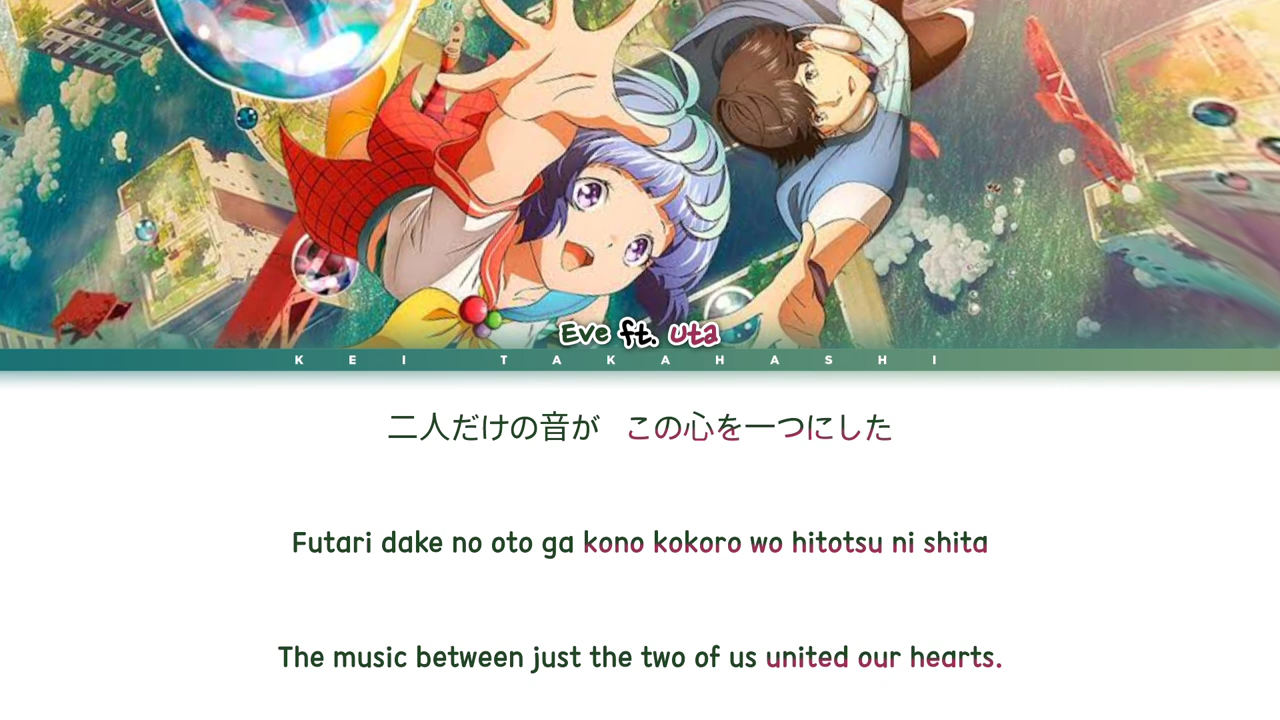 Eve ft. uta
KEI TAKAHASHI
二人だけの音が この心を一つにした
Futari dake no oto ga kono kokoro wo hitotsu ni shita
The music between just the two of us united our hearts.